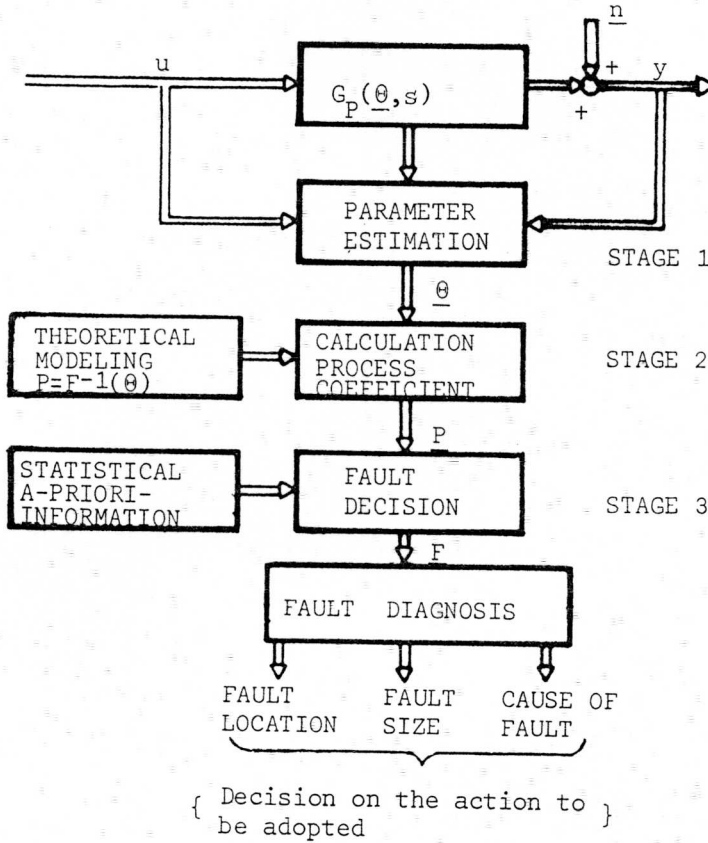 n
u
+
y
G_P(Θ,s)
+
PARAMETER
ESTIMATION
STAGE 1
Θ
THEORETICAL
MODELING
P=F⁻¹(Θ)
CALCULATION
PROCESS
COEFFICIENT
STAGE 2
P
STATISTICAL
A-PRIORI-
INFORMATION
FAULT
DECISION
STAGE 3
F
FAULT DIAGNOSIS
FAULT
LOCATION
FAULT
SIZE
CAUSE OF
FAULT
{ Decision on the action to }
be adopted